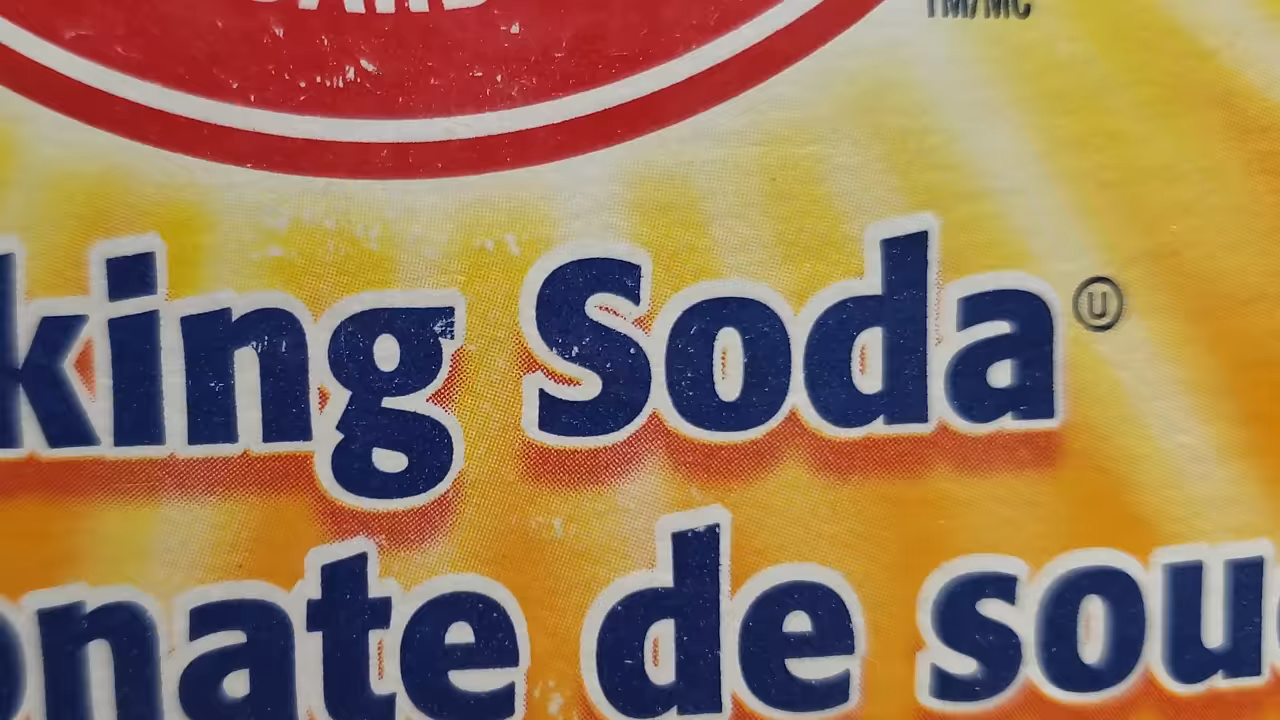 TM/MC
king Soda Ⓤ
onate de sou